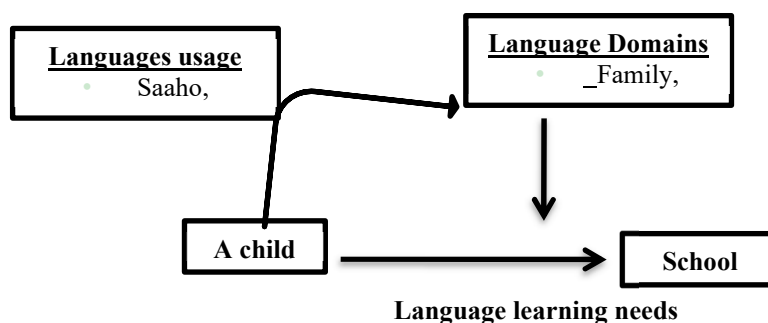 Languages usage
• Saaho,
Language Domains
• _Family,
A child
School
Language learning needs